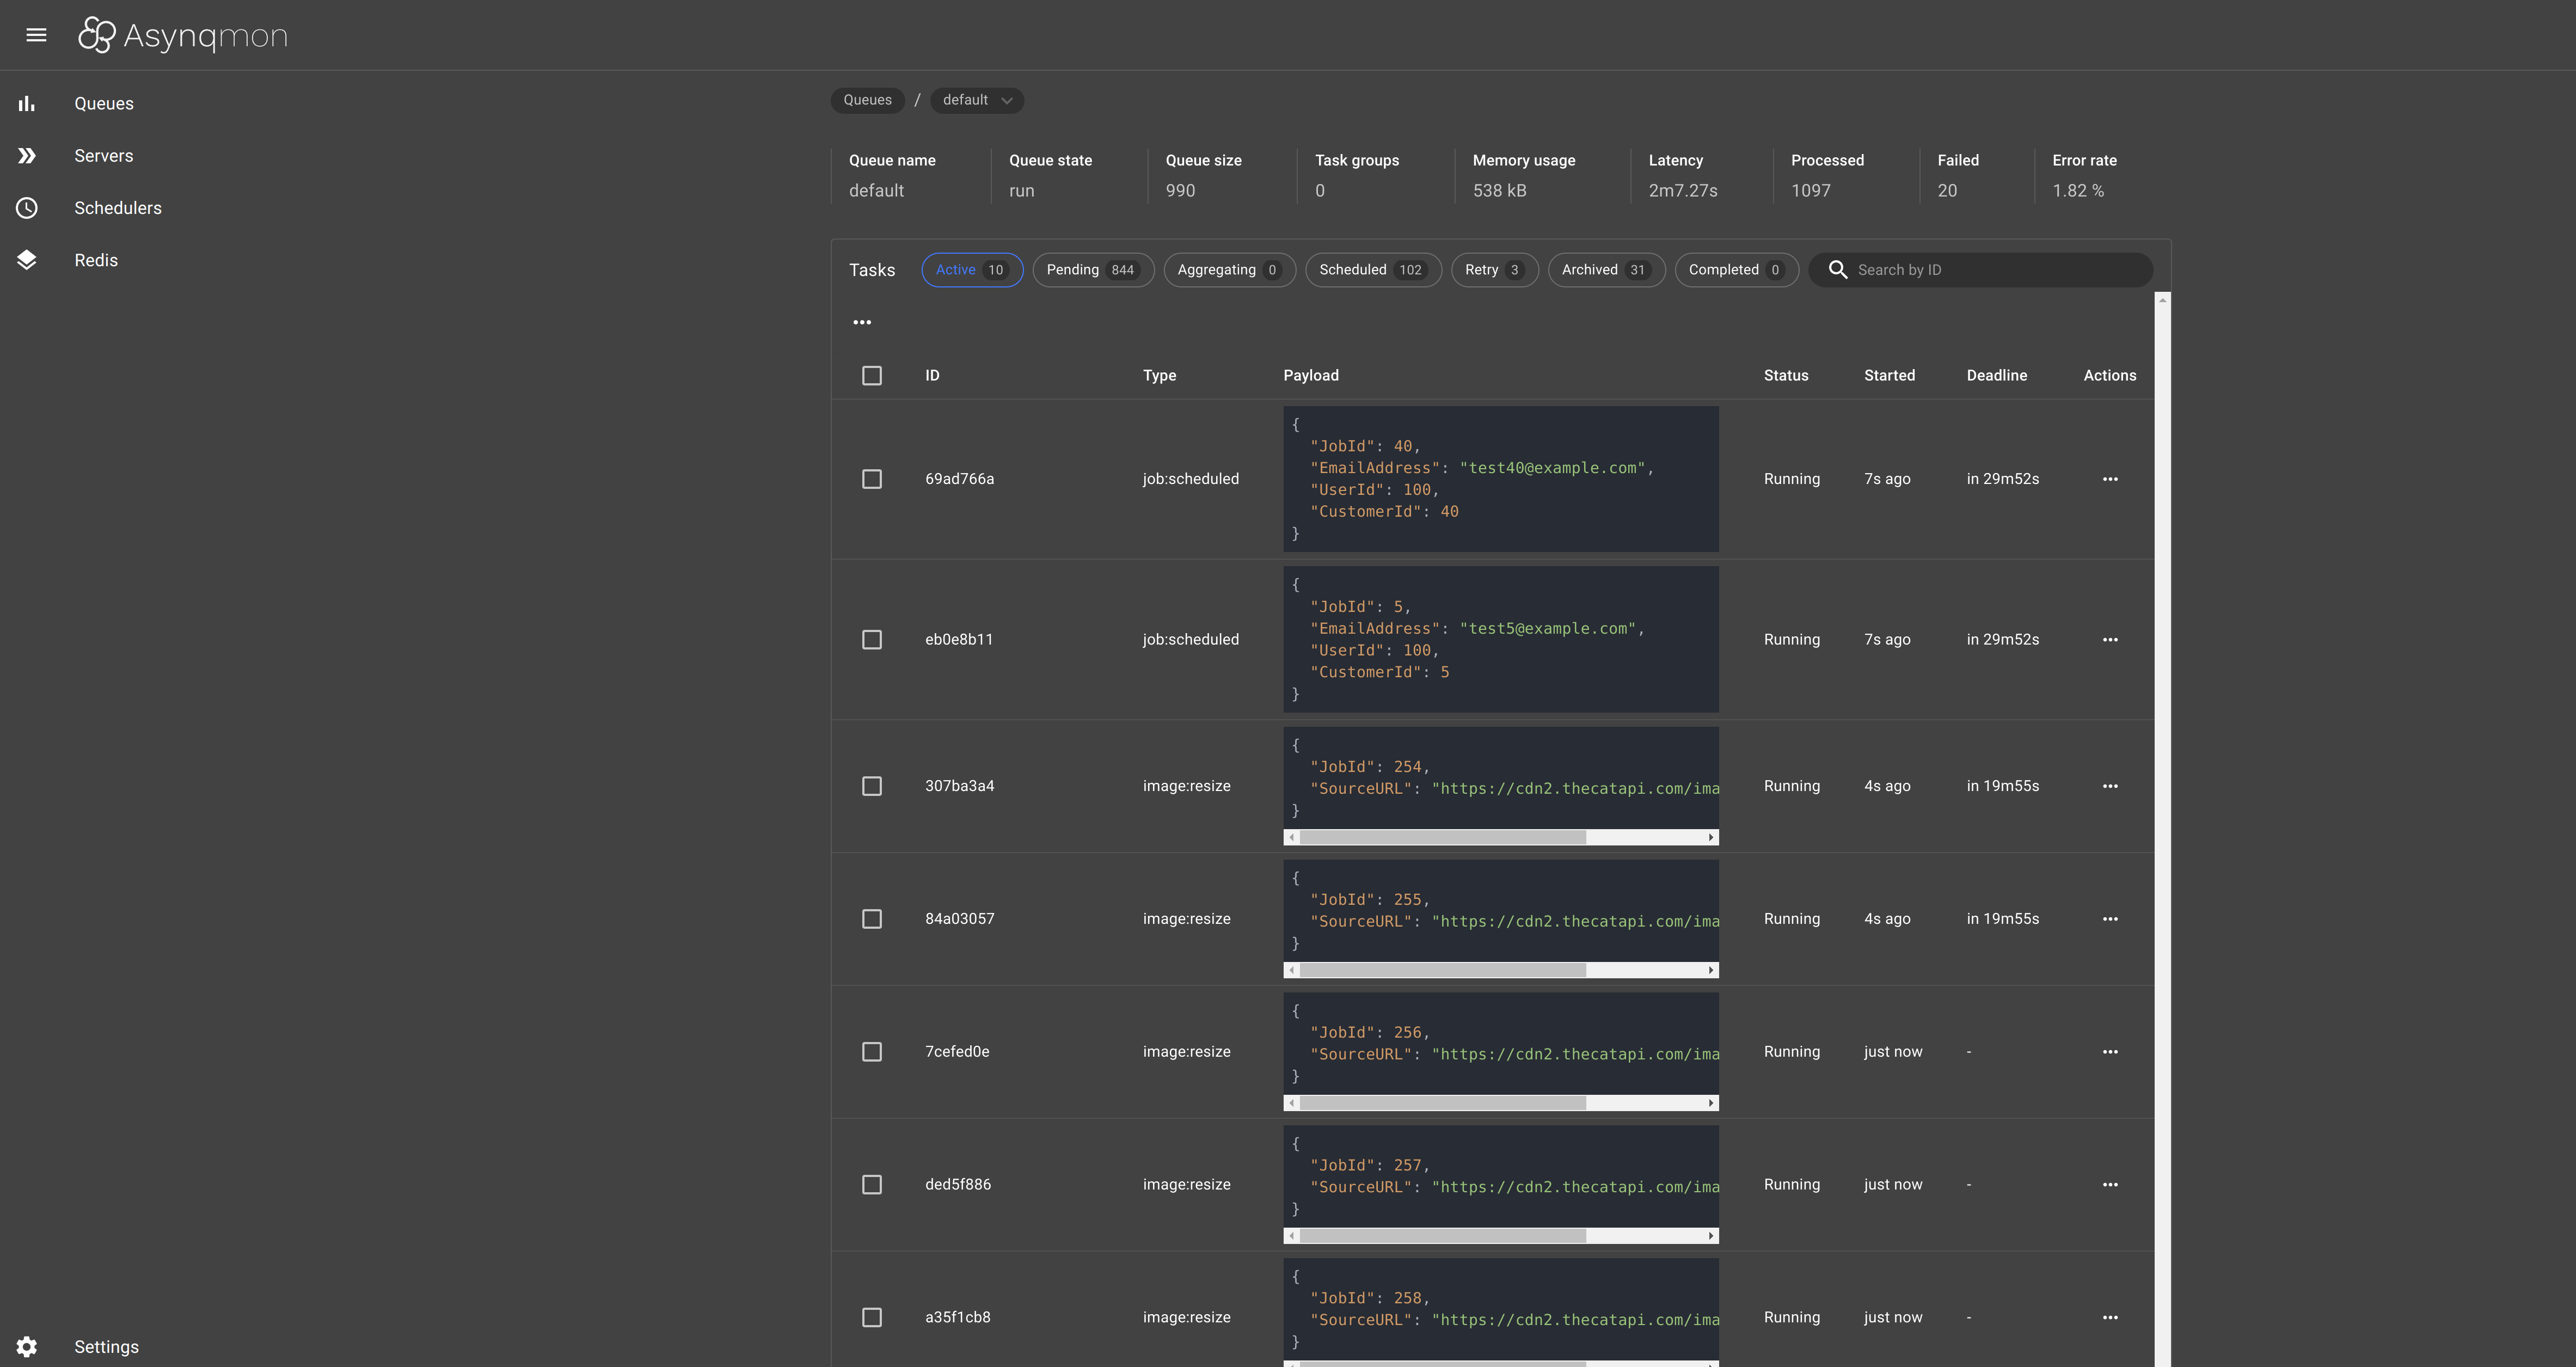 Asynqmon
Queues
Servers
Schedulers
Redis
Settings
Queues / default
Queue name Queue state Queue size Task groups Memory usage Latency Processed Failed Error rate
default run 990 0 538 kB 2m7.27s 1097 20 1.82 %
Tasks Active 10 Pending 844 Aggregating 0 Scheduled 102 Retry 3 Archived 31 Completed 0 Search by ID
ID Type Payload Status Started Deadline Actions
69ad766a job:scheduled
{
"JobId": 40,
"EmailAddress": "test40@example.com",
"UserId": 100,
"CustomerId": 40
}
Running 7s ago in 29m52s
eb0e8b11 job:scheduled
{
"JobId": 5,
"EmailAddress": "test5@example.com",
"UserId": 100,
"CustomerId": 5
}
Running 7s ago in 29m52s
307ba3a4 image:resize
{
"JobId": 254,
"SourceURL": "https://cdn2.thecatapi.com/ima
}
Running 4s ago in 19m55s
84a03057 image:resize
{
"JobId": 255,
"SourceURL": "https://cdn2.thecatapi.com/ima
}
Running 4s ago in 19m55s
7cefed0e image:resize
{
"JobId": 256,
"SourceURL": "https://cdn2.thecatapi.com/ima
}
Running just now -
ded5f886 image:resize
{
"JobId": 257,
"SourceURL": "https://cdn2.thecatapi.com/ima
}
Running just now -
a35f1cb8 image:resize
{
"JobId": 258,
"SourceURL": "https://cdn2.thecatapi.com/ima
}
Running just now -